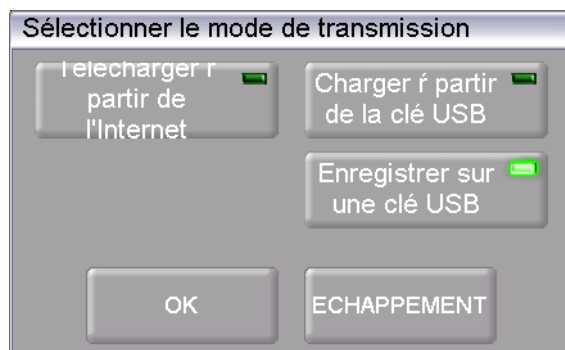 Sélectionner le mode de transmission
Télécharger ŕ
partir de
l'Internet
Charger ŕ partir
de la clé USB
Enregistrer sur
une clé USB
OK
ECHAPPEMENT